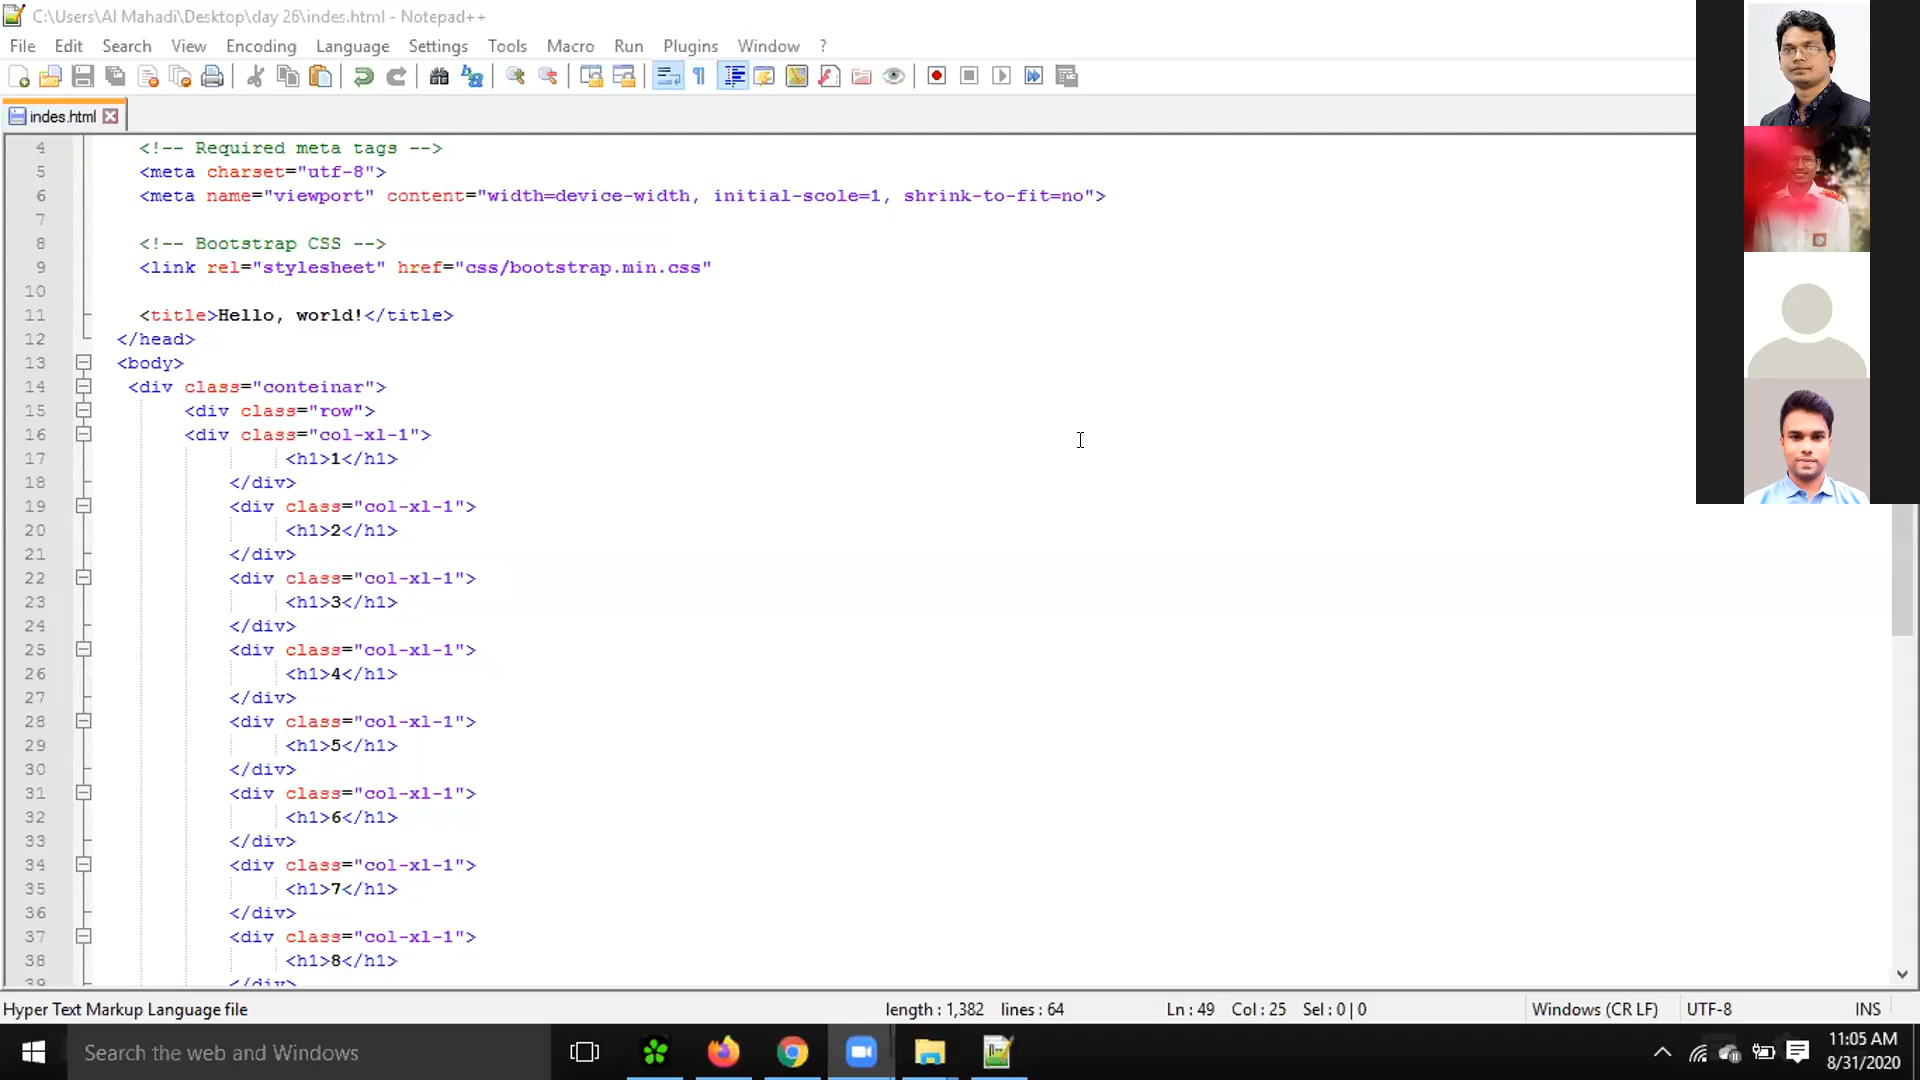 C:\Users\Al Mahadi\Desktop\day 26\indes.html - Notepad++
File Edit Search View Encoding Language Settings Tools Macro Run Plugins Window ?
indes.html
4 <!-- Required meta tags -->
5 <meta charset="utf-8">
6 <meta name="viewport" content="width=device-width, initial-scole=1, shrink-to-fit=no">
7
8 <!-- Bootstrap CSS -->
9 <link rel="stylesheet" href="css/bootstrap.min.css"
10
11 <title>Hello, world!</title>
12 </head>
13 <body>
14 <div class="conteinar">
15 <div class="row">
16 <div class="col-xl-1">
17 <h1>1</h1>
18 </div>
19 <div class="col-xl-1">
20 <h1>2</h1>
21 </div>
22 <div class="col-xl-1">
23 <h1>3</h1>
24 </div>
25 <div class="col-xl-1">
26 <h1>4</h1>
27 </div>
28 <div class="col-xl-1">
29 <h1>5</h1>
30 </div>
31 <div class="col-xl-1">
32 <h1>6</h1>
33 </div>
34 <div class="col-xl-1">
35 <h1>7</h1>
36 </div>
37 <div class="col-xl-1">
38 <h1>8</h1>
39 </div>
Hyper Text Markup Language file length : 1,382 lines : 64 Ln : 49 Col : 25 Sel : 0 | 0 Windows (CR LF) UTF-8 INS
Search the web and Windows
11:05 AM
8/31/2020